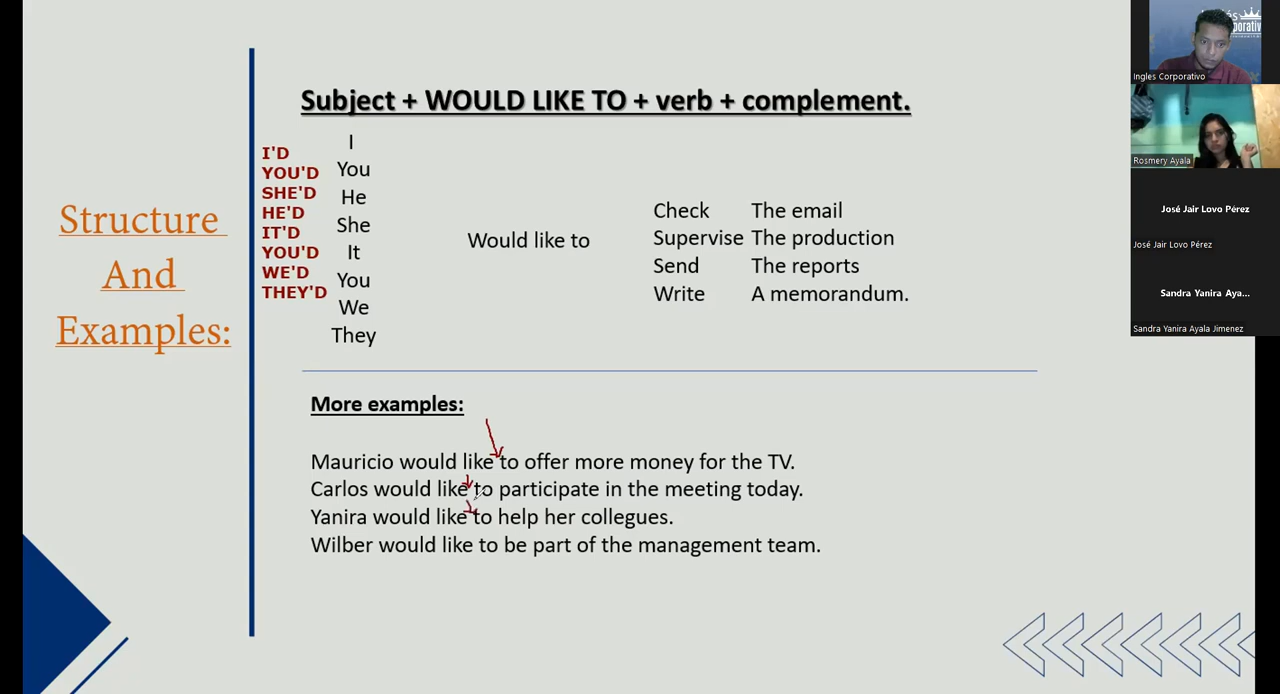 Structure
And
Examples:
Subject + WOULD LIKE TO + verb + complement.
I'D
YOU'D
SHE'D
HE'D
IT'D
YOU'D
WE'D
THEY'D
I
You
He
She
It
You
We
They
Would like to
Check The email
Supervise The production
Send The reports
Write A memorandum.
More examples:
Mauricio would like to offer more money for the TV.
Carlos would like to participate in the meeting today.
Yanira would like to help her collegues.
Wilber would like to be part of the management team.
Ingles Corporativo
Rosmery Ayala
José Jair Lovo Pérez
José Jair Lovo Pérez
Sandra Yanira Aya...
Sandra Yanira Ayala Jimenez